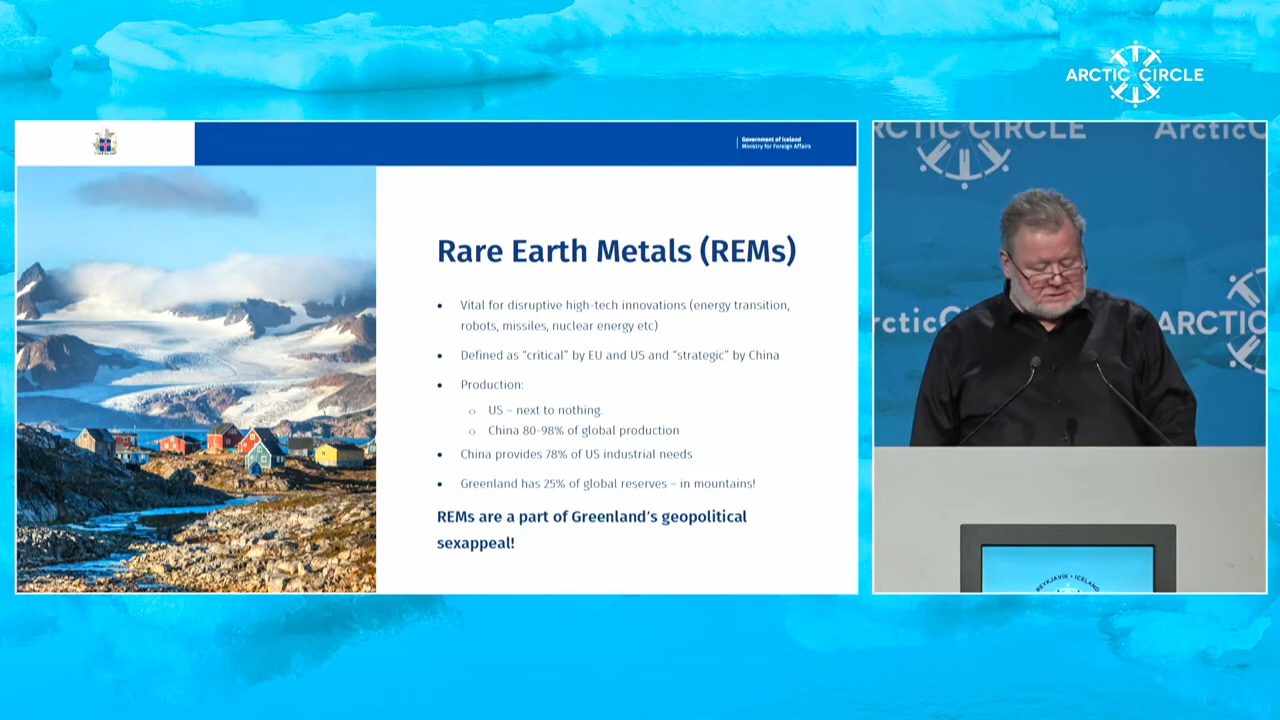 ARCTIC CIRCLE
Government of Iceland
Ministry for Foreign Affairs
Rare Earth Metals (REMs)
• Vital for disruptive high-tech innovations (energy transition,
robots, missiles, nuclear energy etc)
• Defined as “critical” by EU and US and “strategic” by China
• Production:
○ US – next to nothing.
○ China 80-98% of global production
• China provides 78% of US industrial needs
• Greenland has 25% of global reserves – in mountains!
REMs are a part of Greenland’s geopolitical
sexappeal!
RCTIC CIRCLE
ArcticC
rcticC
ARCTIC
REYKJAVÍK • ICELAND